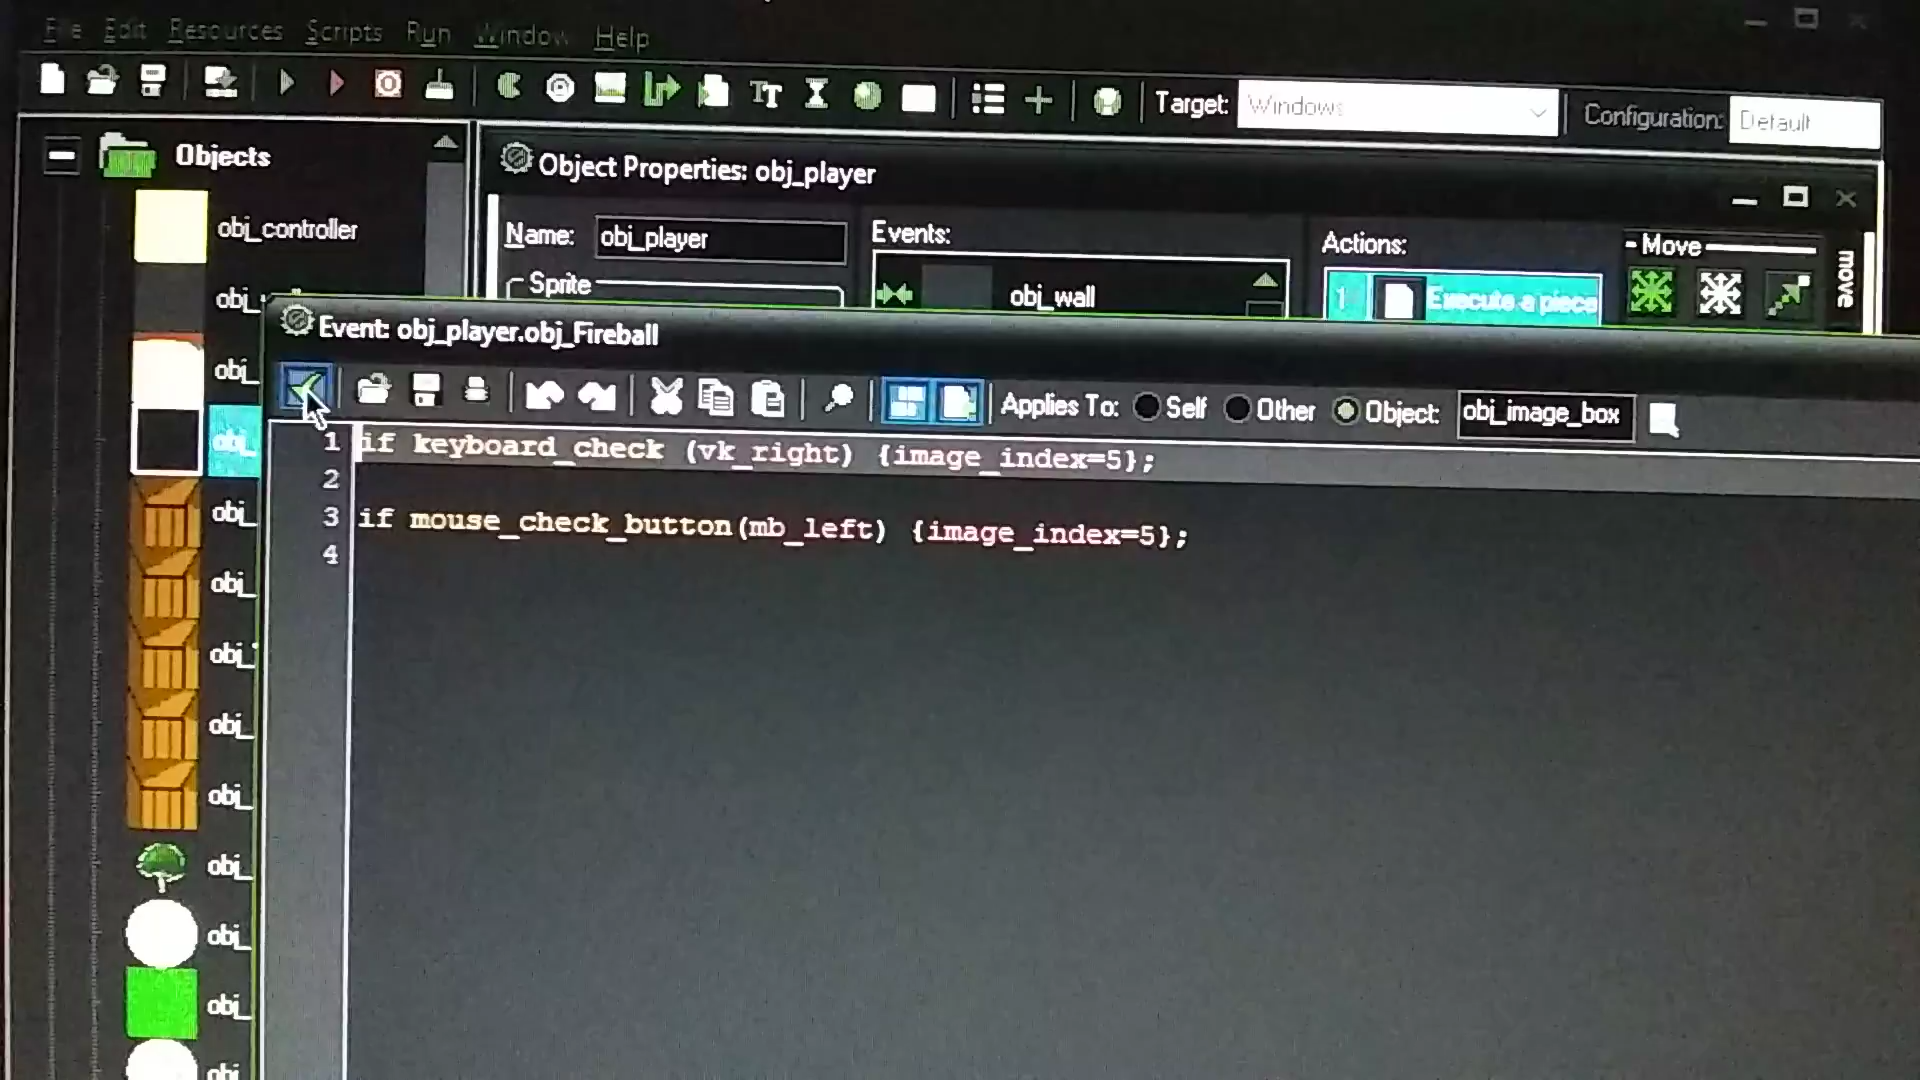 File Edit Resources Scripts Run Window Help
Target: Windows Configuration: Default
Objects
Object Properties: obj_player
obj_controller
Name: obj_player Events: Actions: Move move
Sprite obj_wall 1 Execute a piece
obj_
Event: obj_player.obj_Fireball
obj_
Applies To: Self Other Object: obj_image_box
obj_
1 if keyboard_check (vk_right) {image_index=5};
2
3 if mouse_check_button(mb_left) {image_index=5};
4
obj_
obj_
obj_
obj_
obj_
obj_
obj_
obj_
obj_